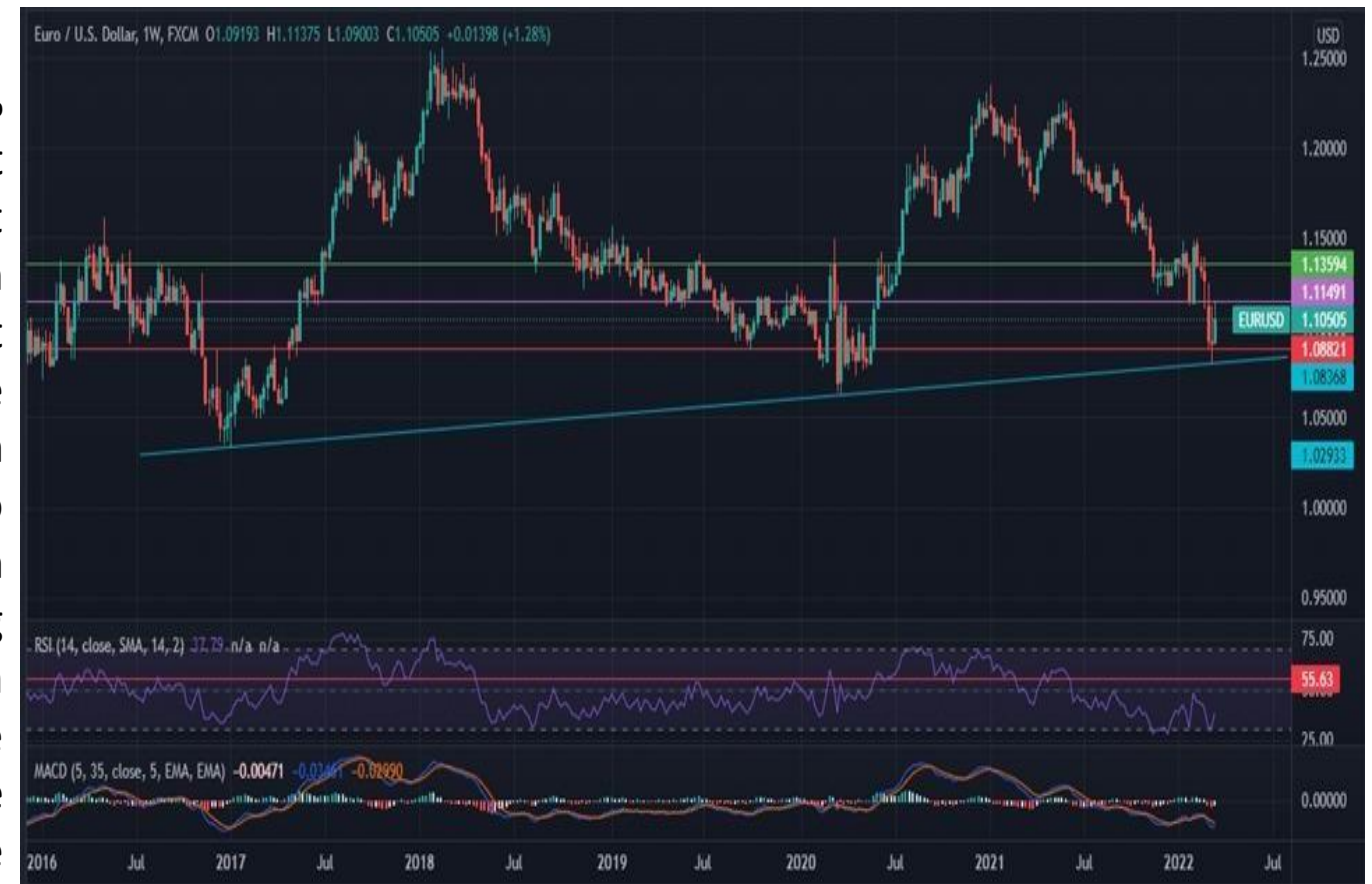 Euro / U.S. Dollar, 1W, FXCM O1.09193 H1.11375 L1.09003 C1.10505 +0.01398 (+1.28%)
USD
1.25000
1.20000
1.15000
1.13594
1.11491
EURUSD 1.10505
1.08821
1.08368
1.05000
1.02933
1.00000
0.95000
RSI (14, close, SMA, 14, 2) 37.79 n/a n/a
75.00
55.63
25.00
MACD (5, 35, close, 5, EMA, EMA) -0.00471 -0.03461 -0.02990
0.00000
2016 Jul 2017 Jul 2018 Jul 2019 Jul 2020 Jul 2021 Jul 2022 Jul